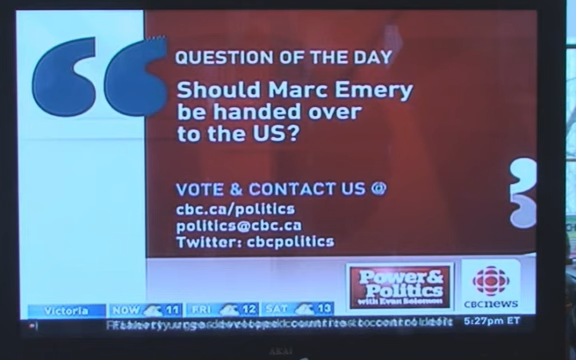 QUESTION OF THE DAY
Should Marc Emery
be handed over
to the US?
VOTE & CONTACT US @
cbc.ca/politics
politics@cbc.ca
Twitter: cbcpolitics
Power &
Politics
with Evan Solomon
CBCnews
Victoria NOW 11 FRI 12 SAT 13
5:27pm ET
AKAI